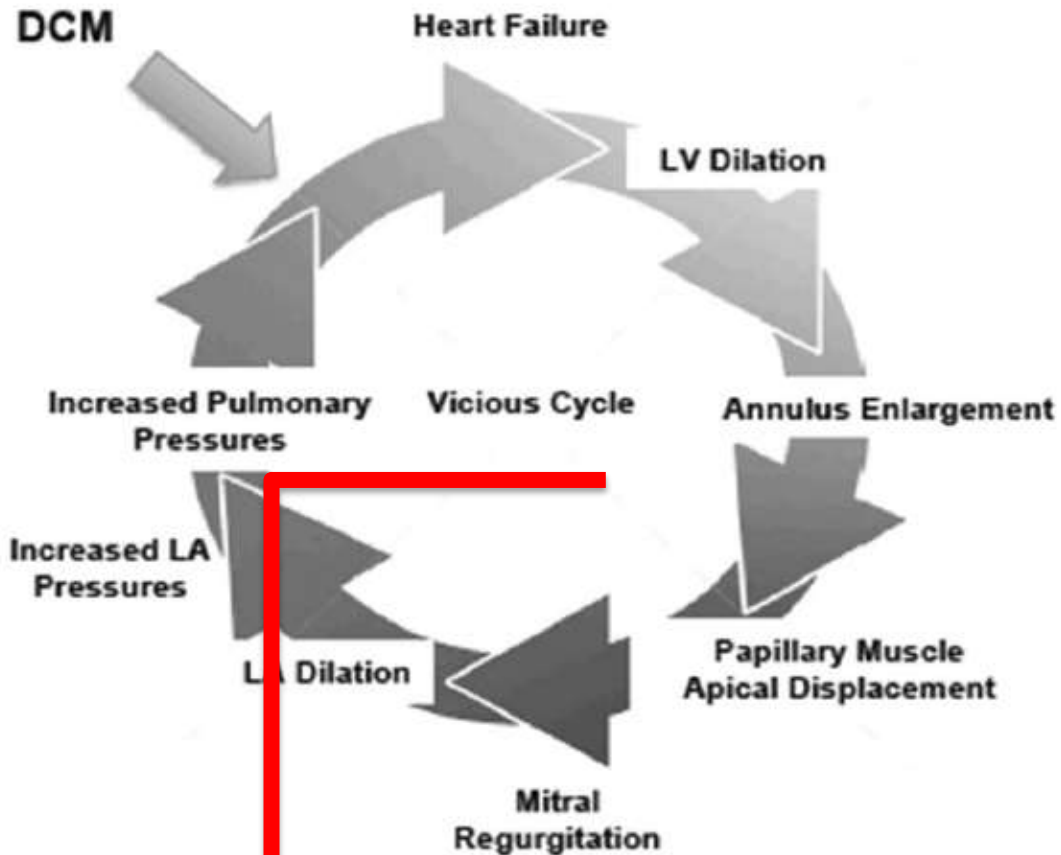 DCM
Heart Failure
LV Dilation
Increased Pulmonary
Pressures
Vicious Cycle
Annulus Enlargement
Increased LA
Pressures
LA Dilation
Papillary Muscle
Apical Displacement
Mitral
Regurgitation